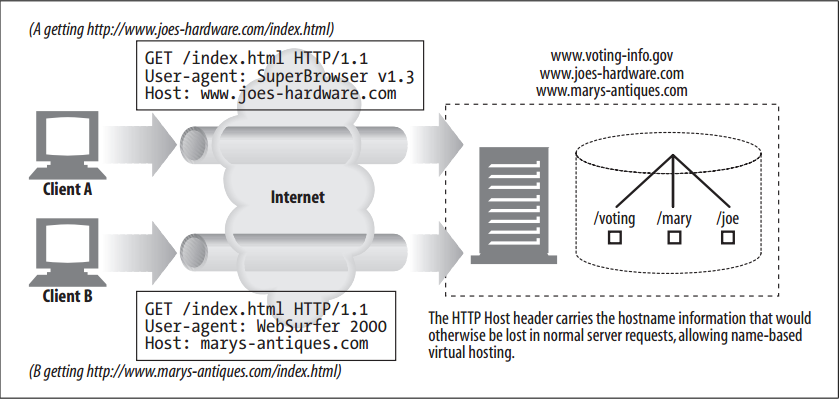 (A getting http://www.joes-hardware.com/index.html)
GET /index.html HTTP/1.1
User-agent: SuperBrowser v1.3
Host: www.joes-hardware.com
www.voting-info.gov
www.joes-hardware.com
www.marys-antiques.com
Client A
Internet
/voting /mary /joe
Client B
GET /index.html HTTP/1.1
User-agent: WebSurfer 2000
Host: marys-antiques.com
(B getting http://www.marys-antiques.com/index.html)
The HTTP Host header carries the hostname information that would
otherwise be lost in normal server requests, allowing name-based
virtual hosting.